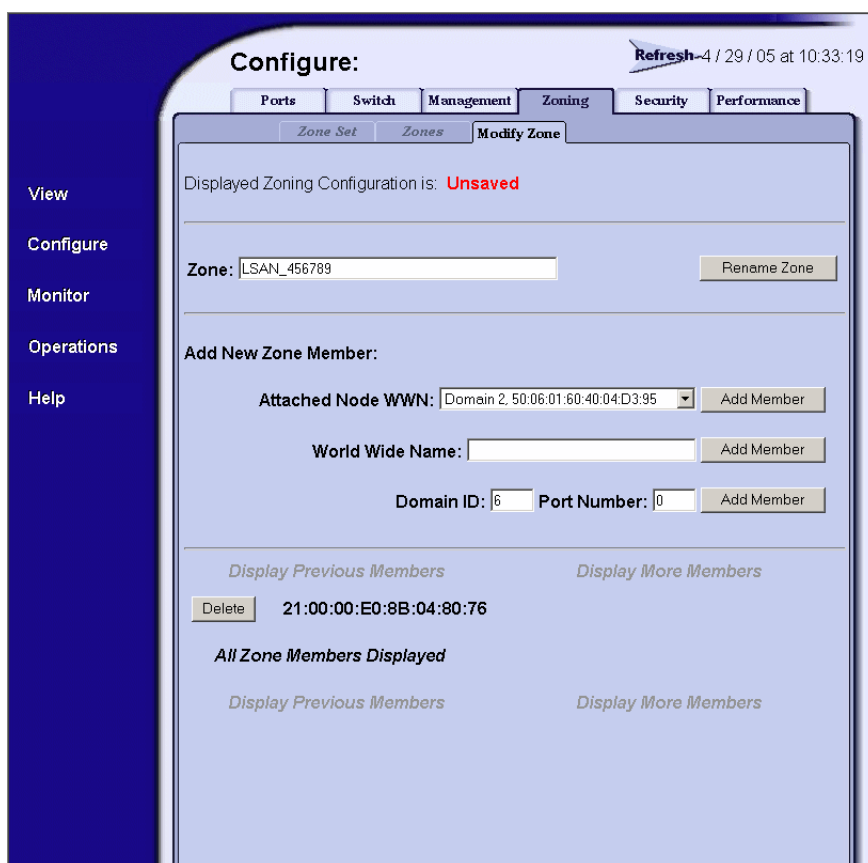 Configure:
Refresh 4 / 29 / 05 at 10:33:19
Ports Switch Management Zoning Security Performance
Zone Set Zones Modify Zone
View
Configure
Monitor
Operations
Help
Displayed Zoning Configuration is: Unsaved
Zone: LSAN_456789 Rename Zone
Add New Zone Member:
Attached Node WWN: Domain 2, 50:06:01:60:40:04:D3:95 Add Member
World Wide Name: Add Member
Domain ID: 6 Port Number: 0 Add Member
Display Previous Members Display More Members
Delete 21:00:00:E0:8B:04:80:76
All Zone Members Displayed
Display Previous Members Display More Members